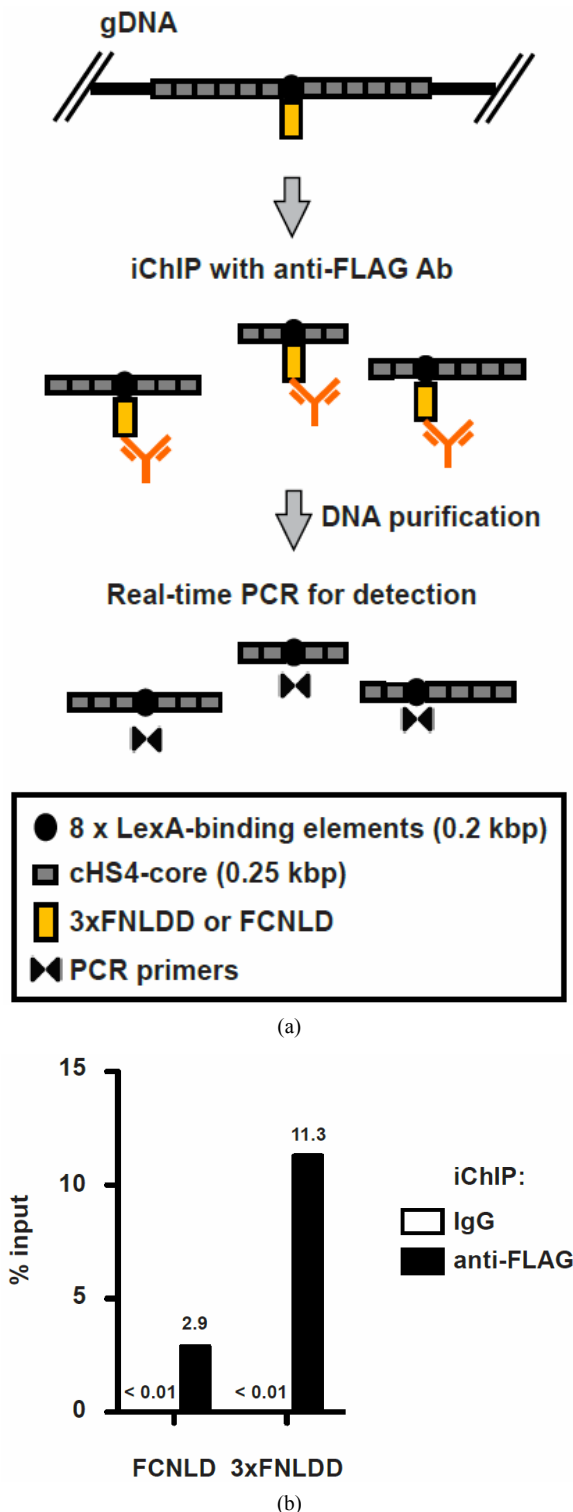 gDNA
iChIP with anti-FLAG Ab
DNA purification
Real-time PCR for detection
8 x LexA-binding elements (0.2 kbp)
cHS4-core (0.25 kbp)
3xFNLDD or FCNLD
PCR primers
(a)
15
10
5
0
% input
11.3
2.9
< 0.01
< 0.01
FCNLD
3xFNLDD
iChIP:
IgG
anti-FLAG
(b)